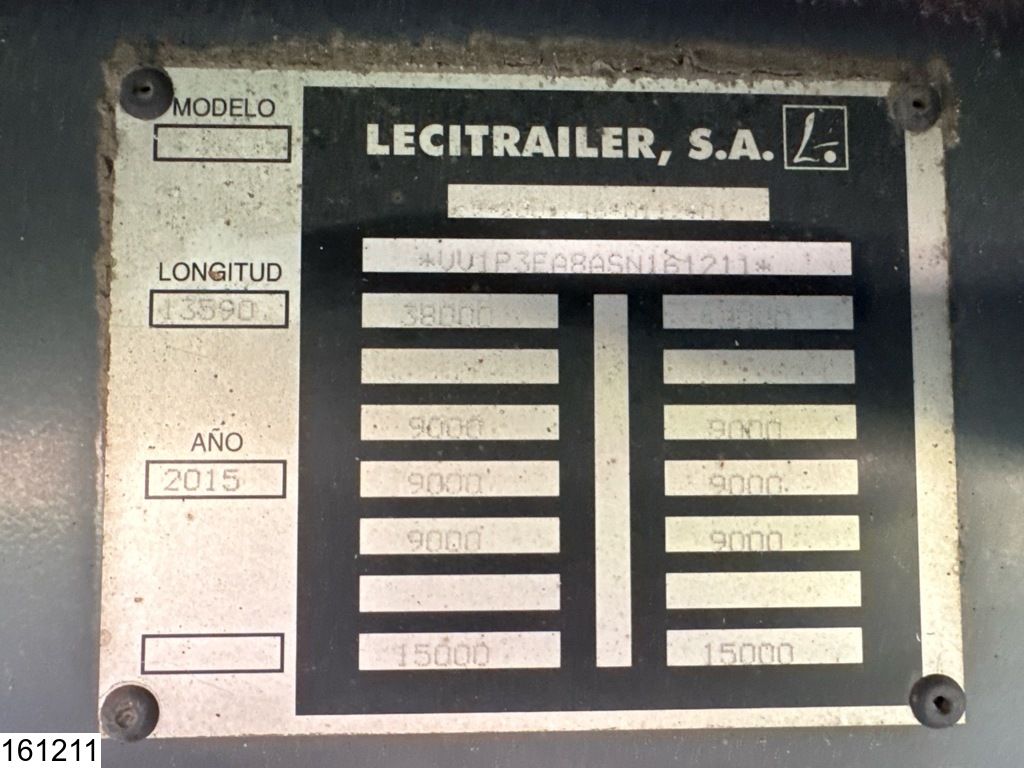 MODELO
LECITRAILER, S.A.
*VV1P3EA8ASN161211*
LONGITUD
13590
38000
AÑO
9000 9000
2015
9000 9000
9000 9000
15000 15000
161211